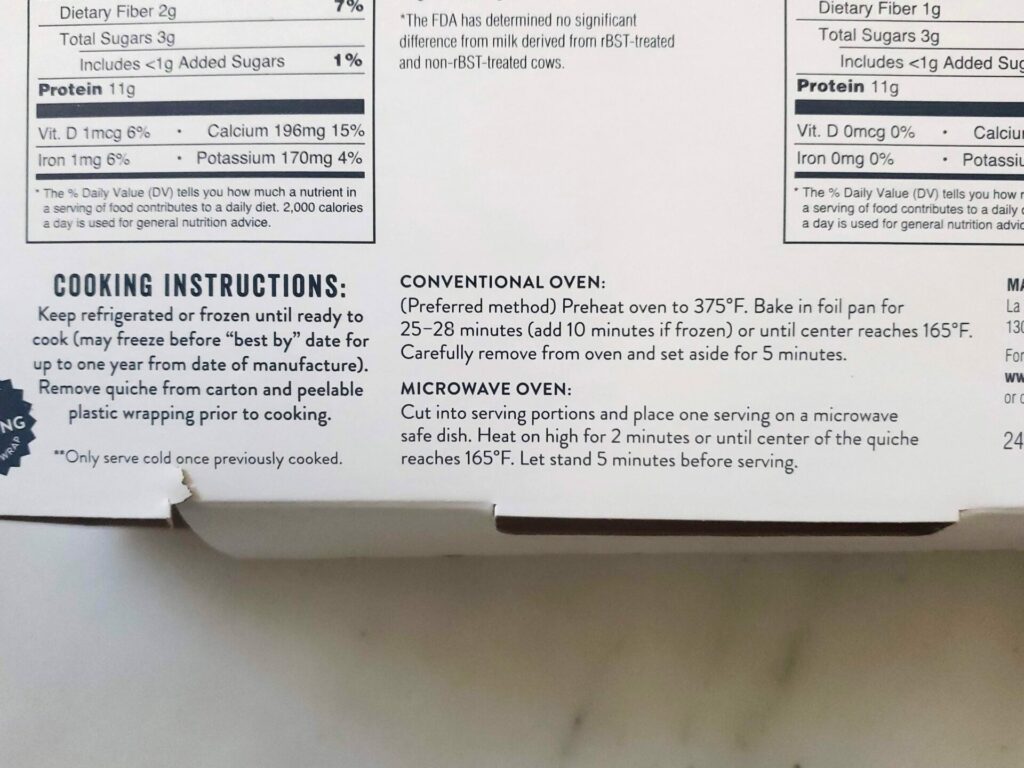 Dietary Fiber 2g 7%
Total Sugars 3g
Includes <1g Added Sugars 1%
Protein 11g
Vit. D 1mcg 6% • Calcium 196mg 15%
Iron 1mg 6% • Potassium 170mg 4%
* The % Daily Value (DV) tells you how much a nutrient in
a serving of food contributes to a daily diet. 2,000 calories
a day is used for general nutrition advice.
*The FDA has determined no significant
difference from milk derived from rBST-treated
and non-rBST-treated cows.
Dietary Fiber 1g
Total Sugars 3g
Includes <1g Added
Protein 11g
Vit. D 0mcg 0% •
Iron 0mg 0% •
* The % Daily Value (DV) tells you how
a serving of food contributes to a daily
a day is used for general nutrition
COOKING INSTRUCTIONS:
Keep refrigerated or frozen until ready to
cook (may freeze before “best by” date for
up to one year from date of manufacture).
Remove quiche from carton and peelable
plastic wrapping prior to cooking.
**Only serve cold once previously cooked.
NG
WRAP
CONVENTIONAL OVEN:
(Preferred method) Preheat oven to 375°F. Bake in foil pan for
25–28 minutes (add 10 minutes if frozen) or until center reaches 165°F.
Carefully remove from oven and set aside for 5 minutes.
MICROWAVE OVEN:
Cut into serving portions and place one serving on a microwave
safe dish. Heat on high for 2 minutes or until center of the quiche
reaches 165°F. Let stand 5 minutes before serving.
MA
La
130
For
ww
or
24